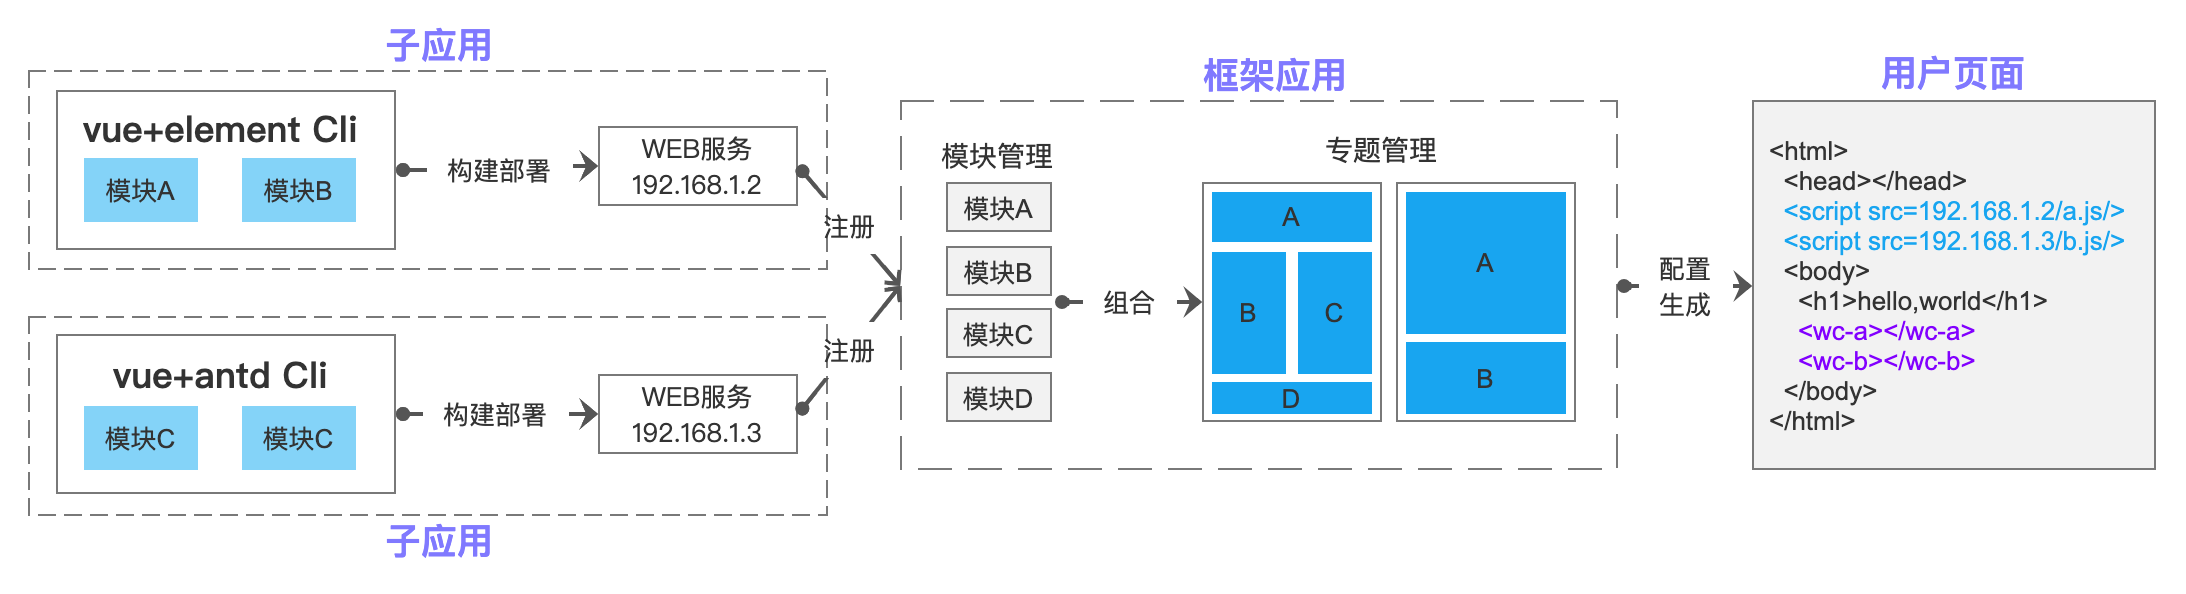 子应用
vue+element Cli
模块A
模块B
构建部署
WEB服务
192.168.1.2
注册
vue+antd Cli
模块C
模块C
构建部署
WEB服务
192.168.1.3
注册
子应用
框架应用
模块管理
模块A
模块B
模块C
模块D
组合
专题管理
A
B
C
D
A
B
配置
生成
用户页面
<html>
<head></head>
<script src=192.168.1.2/a.js/>
<script src=192.168.1.3/b.js/>
<body>
<h1>hello,world</h1>
<wc-a></wc-a>
<wc-b></wc-b>
</body>
</html>